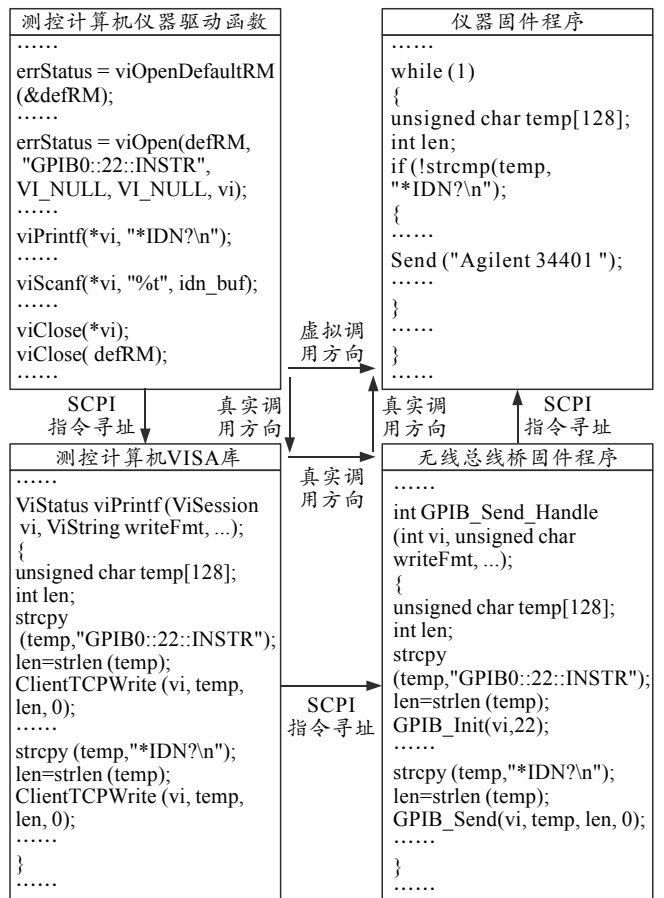 测控计算机仪器驱动函数
……
errStatus = viOpenDefaultRM
(&defRM);
……
errStatus = viOpen(defRM,
"GPIB0::22::INSTR",
VI_NULL, VI_NULL, vi);
……
viPrintf(*vi, "*IDN?\n");
……
viScanf(*vi, "%t", idn_buf);
……
viClose(*vi);
viClose( defRM);
……
仪器固件程序
……
while (1)
{
unsigned char temp[128];
int len;
if (!strcmp(temp,
"*IDN?\n");
{
……
Send ("Agilent 34401 ");
……
}
……
}
……
虚拟调
用方向
SCPI
指令寻址
真实调
用方向
真实调
用方向
SCPI
指令寻址
真实调
用方向
测控计算机VISA库
……
ViStatus viPrintf (ViSession
vi, ViString writeFmt, ...);
{
unsigned char temp[128];
int len;
strcpy
(temp,"GPIB0::22::INSTR");
len=strlen (temp);
ClientTCPWrite (vi, temp,
len, 0);
……
strcpy (temp,"*IDN?\n");
len=strlen (temp);
ClientTCPWrite (vi, temp,
len, 0);
……
}
……
SCPI
指令寻址
无线总线桥固件程序
……
int GPIB_Send_Handle
(int vi, unsigned char
writeFmt, ...);
{
unsigned char temp[128];
int len;
strcpy
(temp,"GPIB0::22::INSTR");
len=strlen (temp);
GPIB_Init(vi,22);
……
strcpy (temp,"*IDN?\n");
len=strlen (temp);
GPIB_Send(vi, temp, len, 0);
……
}
……